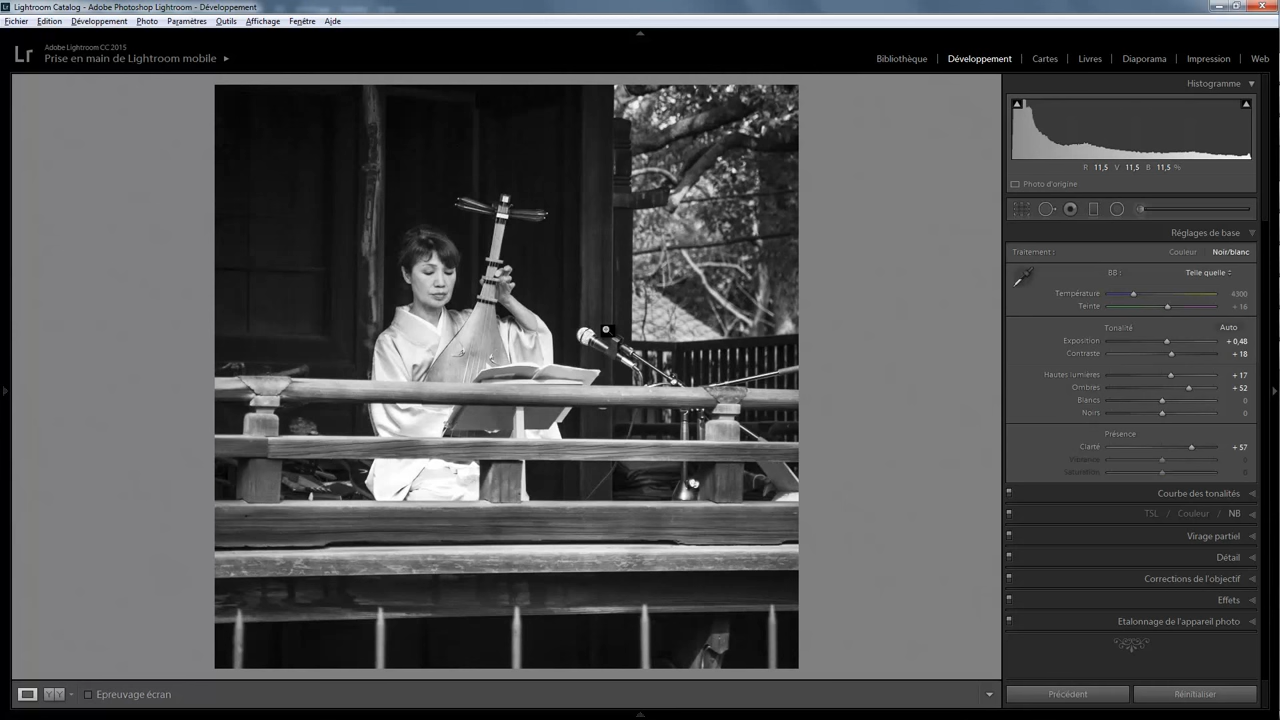 Lightroom Catalog - Adobe Photoshop Lightroom - Développement
Fichier Edition Développement Photo Paramètres Outils Affichage Fenêtre Aide
Lr
Adobe Lightroom CC 2015
Prise en main de Lightroom mobile
Bibliothèque Développement Cartes Livres Diaporama Impression Web
Histogramme
R 11,5 V 11,5 B 11,5 %
Photo d'origine
Réglages de base
Traitement : Couleur Noir/blanc
BB : Telle quelle
Température 4300
Teinte + 16
Tonalité Auto
Exposition + 0,48
Contraste + 18
Hautes lumières + 17
Ombres + 52
Blancs 0
Noirs 0
Présence
Clarté + 57
Vibrance 0
Saturation 0
Courbe des tonalités
TSL / Couleur / NB
Virage partiel
Détail
Corrections de l'objectif
Effets
Etalonnage de l'appareil photo
YY Epreuvage écran
Précédent Réinitialiser